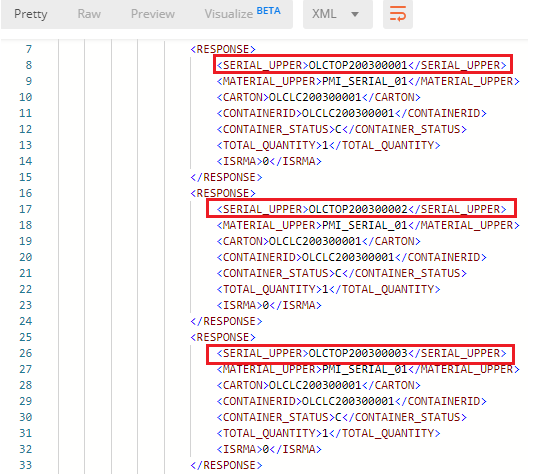 Pretty Raw Preview Visualize BETA XML
7 <RESPONSE>
8 <SERIAL_UPPER>OLCTOP200300001</SERIAL_UPPER>
9 <MATERIAL_UPPER>PMI_SERIAL_01</MATERIAL_UPPER>
10 <CARTON>OLCLC200300001</CARTON>
11 <CONTAINERID>OLCLC200300001</CONTAINERID>
12 <CONTAINER_STATUS>C</CONTAINER_STATUS>
13 <TOTAL_QUANTITY>1</TOTAL_QUANTITY>
14 <ISRMA>0</ISRMA>
15 </RESPONSE>
16 <RESPONSE>
17 <SERIAL_UPPER>OLCTOP200300002</SERIAL_UPPER>
18 <MATERIAL_UPPER>PMI_SERIAL_01</MATERIAL_UPPER>
19 <CARTON>OLCLC200300001</CARTON>
20 <CONTAINERID>OLCLC200300001</CONTAINERID>
21 <CONTAINER_STATUS>C</CONTAINER_STATUS>
22 <TOTAL_QUANTITY>1</TOTAL_QUANTITY>
23 <ISRMA>0</ISRMA>
24 </RESPONSE>
25 <RESPONSE>
26 <SERIAL_UPPER>OLCTOP200300003</SERIAL_UPPER>
27 <MATERIAL_UPPER>PMI_SERIAL_01</MATERIAL_UPPER>
28 <CARTON>OLCLC200300001</CARTON>
29 <CONTAINERID>OLCLC200300001</CONTAINERID>
30 <CONTAINER_STATUS>C</CONTAINER_STATUS>
31 <TOTAL_QUANTITY>1</TOTAL_QUANTITY>
32 <ISRMA>0</ISRMA>
33 </RESPONSE>